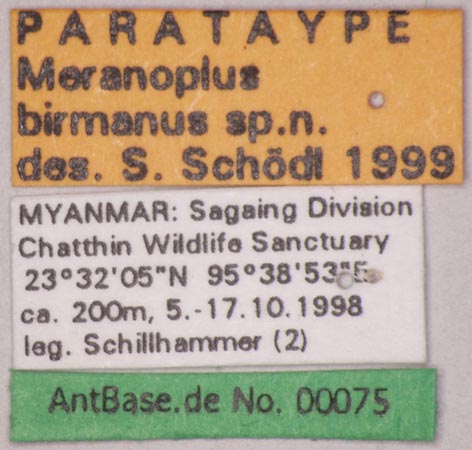 PARATAYPE
Meranoplus
birmanus sp.n.
des. S. Schödl 1999
MYANMAR: Sagaing Division
Chatthin Wildlife Sanctuary
23°32'05"N 95°38'53"E
ca. 200m, 5.-17.10.1998
leg. Schillhammer (2)
AntBase.de No. 00075